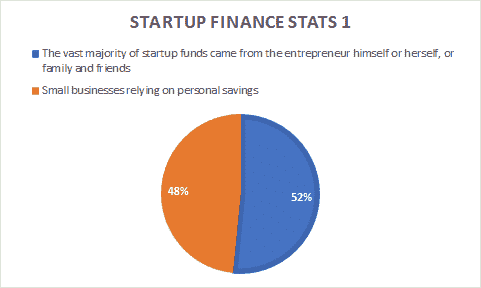 STARTUP FINANCE STATS 1
The vast majority of startup funds came from the entrepreneur himself or herself, or
family and friends
Small businesses relying on personal savings
48%
52%